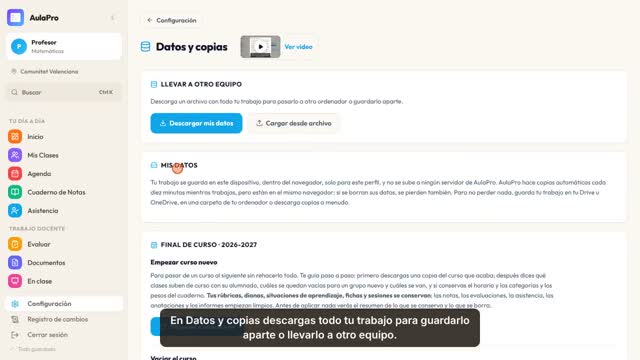 AulaPro
Profesor
Matemáticas
Comunitat Valenciana
Buscar
Ctrl K
TU DÍA A DÍA
Inicio
Mis Clases
Agenda
Cuaderno de Notas
Asistencia
TRABAJO DOCENTE
Evaluar
Documentos
En clase
Configuración
Registro de cambios
Cerrar sesión
Todo guardado
Configuración
Datos y copias
Ver vídeo
LLEVAR A OTRO EQUIPO
Descarga un archivo con todo tu trabajo para pasarlo a otro ordenador o guardarlo aparte.
Descargar mis datos
Cargar desde archivo
MIS DATOS
Tu trabajo se guarda en este dispositivo, dentro del navegador, solo para este perfil, y no se sube a ningún servidor de AulaPro. AulaPro hace copias automáticas cada
diez minutos mientras trabajas, pero están en el mismo navegador: si se borran sus datos, se pierden también. Para no perder nada, guarda tu trabajo en tu Drive u
OneDrive, en una carpeta de tu ordenador o descarga copias a menudo.
FINAL DE CURSO · 2026-2027
Empezar curso nuevo
Para pasar de un curso al siguiente sin rehacerlo todo. Te guía paso a paso: primero descargas una copia del curso que acaba; después dices qué
clases suben de curso con su alumnado, cuáles se quedan vacías para un grupo nuevo y cuáles se van, y si conservas el horario y las categorías y los
pesos del cuaderno. Tus rúbricas, dianas, situaciones de aprendizaje, fichas y sesiones se conservan; las notas, las evaluaciones, la asistencia, las
anotaciones y los informes empiezan limpios. Antes de aplicar nada verás el resumen de lo que se conserva y lo que
En Datos y copias descargas todo tu trabajo para guardarlo
aparte o llevarlo a otro equipo.
Vaciar el curso